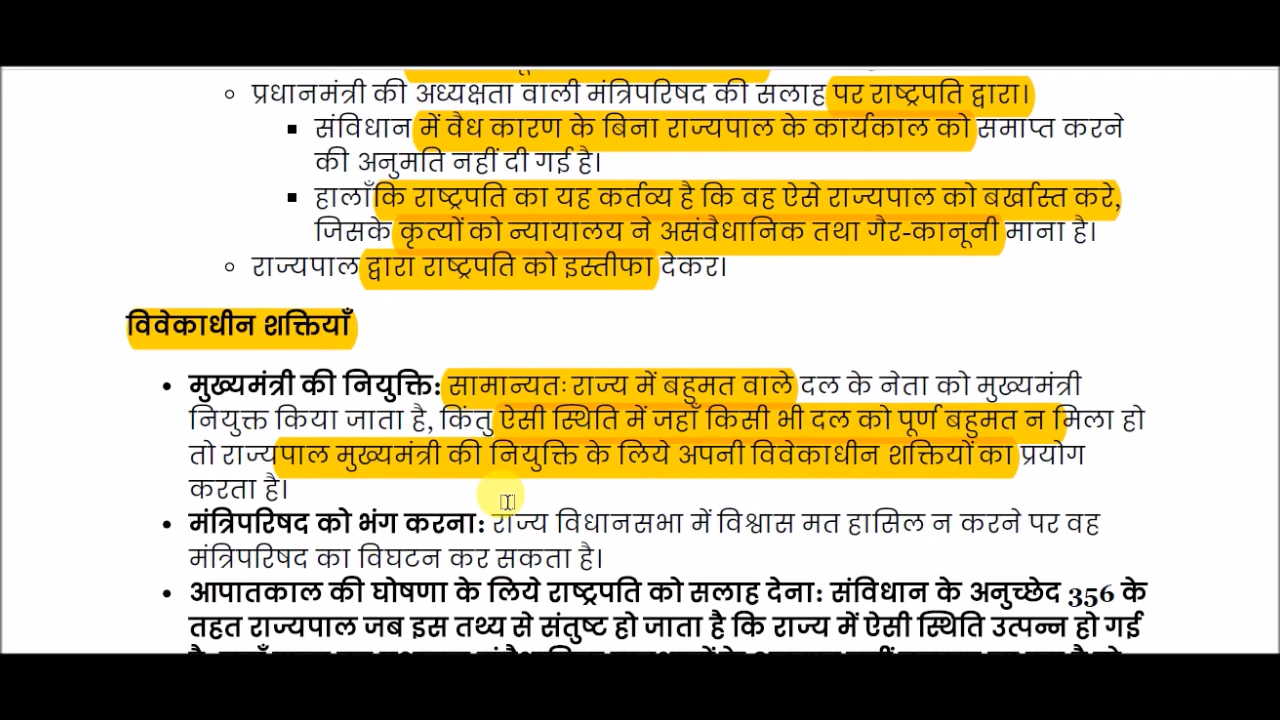 प्रधानमंत्री की अध्यक्षता वाली मंत्रिपरिषद की सलाह पर राष्ट्रपति द्वारा।
संविधान में वैध कारण के बिना राज्यपाल के कार्यकाल को समाप्त करने
की अनुमति नहीं दी गई है।
हालाँकि राष्ट्रपति का यह कर्तव्य है कि वह ऐसे राज्यपाल को बर्खास्त करे,
जिसके कृत्यों को न्यायालय ने असंवैधानिक तथा गैर-कानूनी माना है।
राज्यपाल द्वारा राष्ट्रपति को इस्तीफा देकर।
विवेकाधीन शक्तियाँ
मुख्यमंत्री की नियुक्ति: सामान्यतः राज्य में बहुमत वाले दल के नेता को मुख्यमंत्री
नियुक्त किया जाता है, किंतु ऐसी स्थिति में जहाँ किसी भी दल को पूर्ण बहुमत न मिला हो
तो राज्यपाल मुख्यमंत्री की नियुक्ति के लिये अपनी विवेकाधीन शक्तियों का प्रयोग
करता है।
मंत्रिपरिषद को भंग करना: राज्य विधानसभा में विश्वास मत हासिल न करने पर वह
मंत्रिपरिषद का विघटन कर सकता है।
आपातकाल की घोषणा के लिये राष्ट्रपति को सलाह देना: संविधान के अनुच्छेद 356 के
तहत राज्यपाल जब इस तथ्य से संतुष्ट हो जाता है कि राज्य में ऐसी स्थिति उत्पन्न हो गई